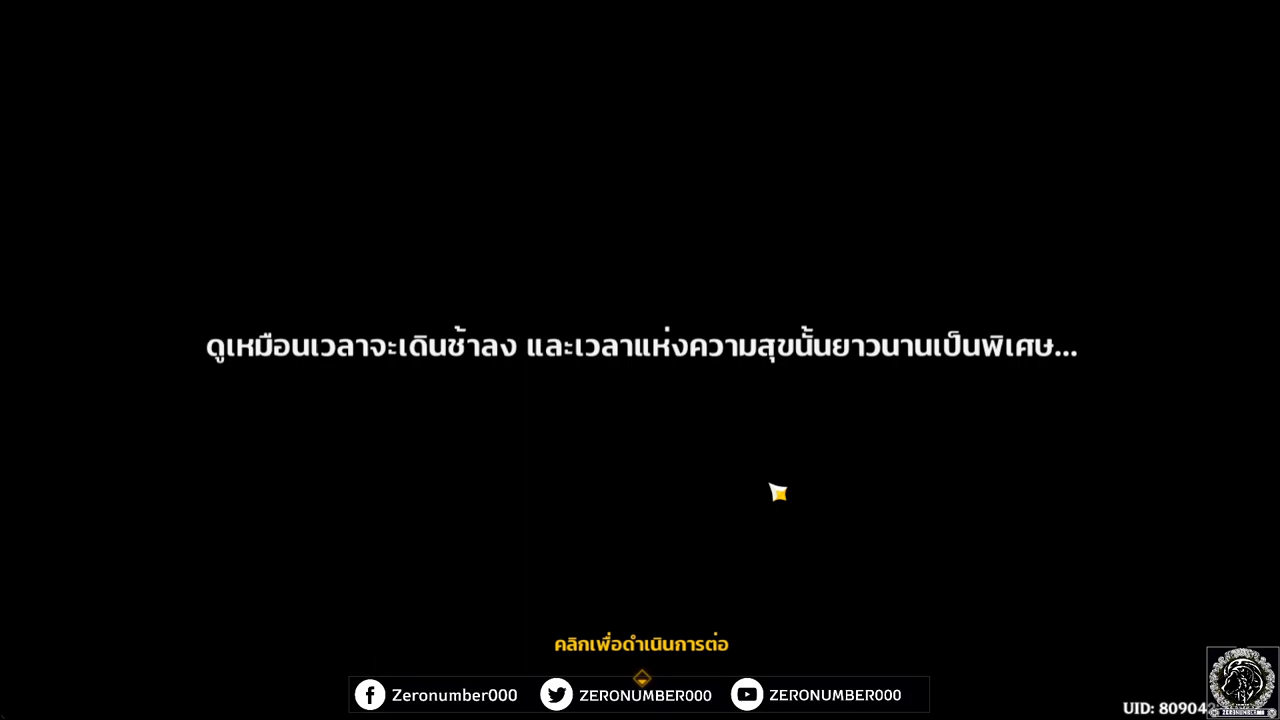 ดูเหมือนเวลาจะเดินช้าลง และเวลาแห่งความสุขนั้นยาวนานเป็นพิเศษ...
คลิกเพื่อดำเนินการต่อ
Zeronumber000 ZERONUMBER000 ZERONUMBER000
UID: 80904
ZERONUMBER000